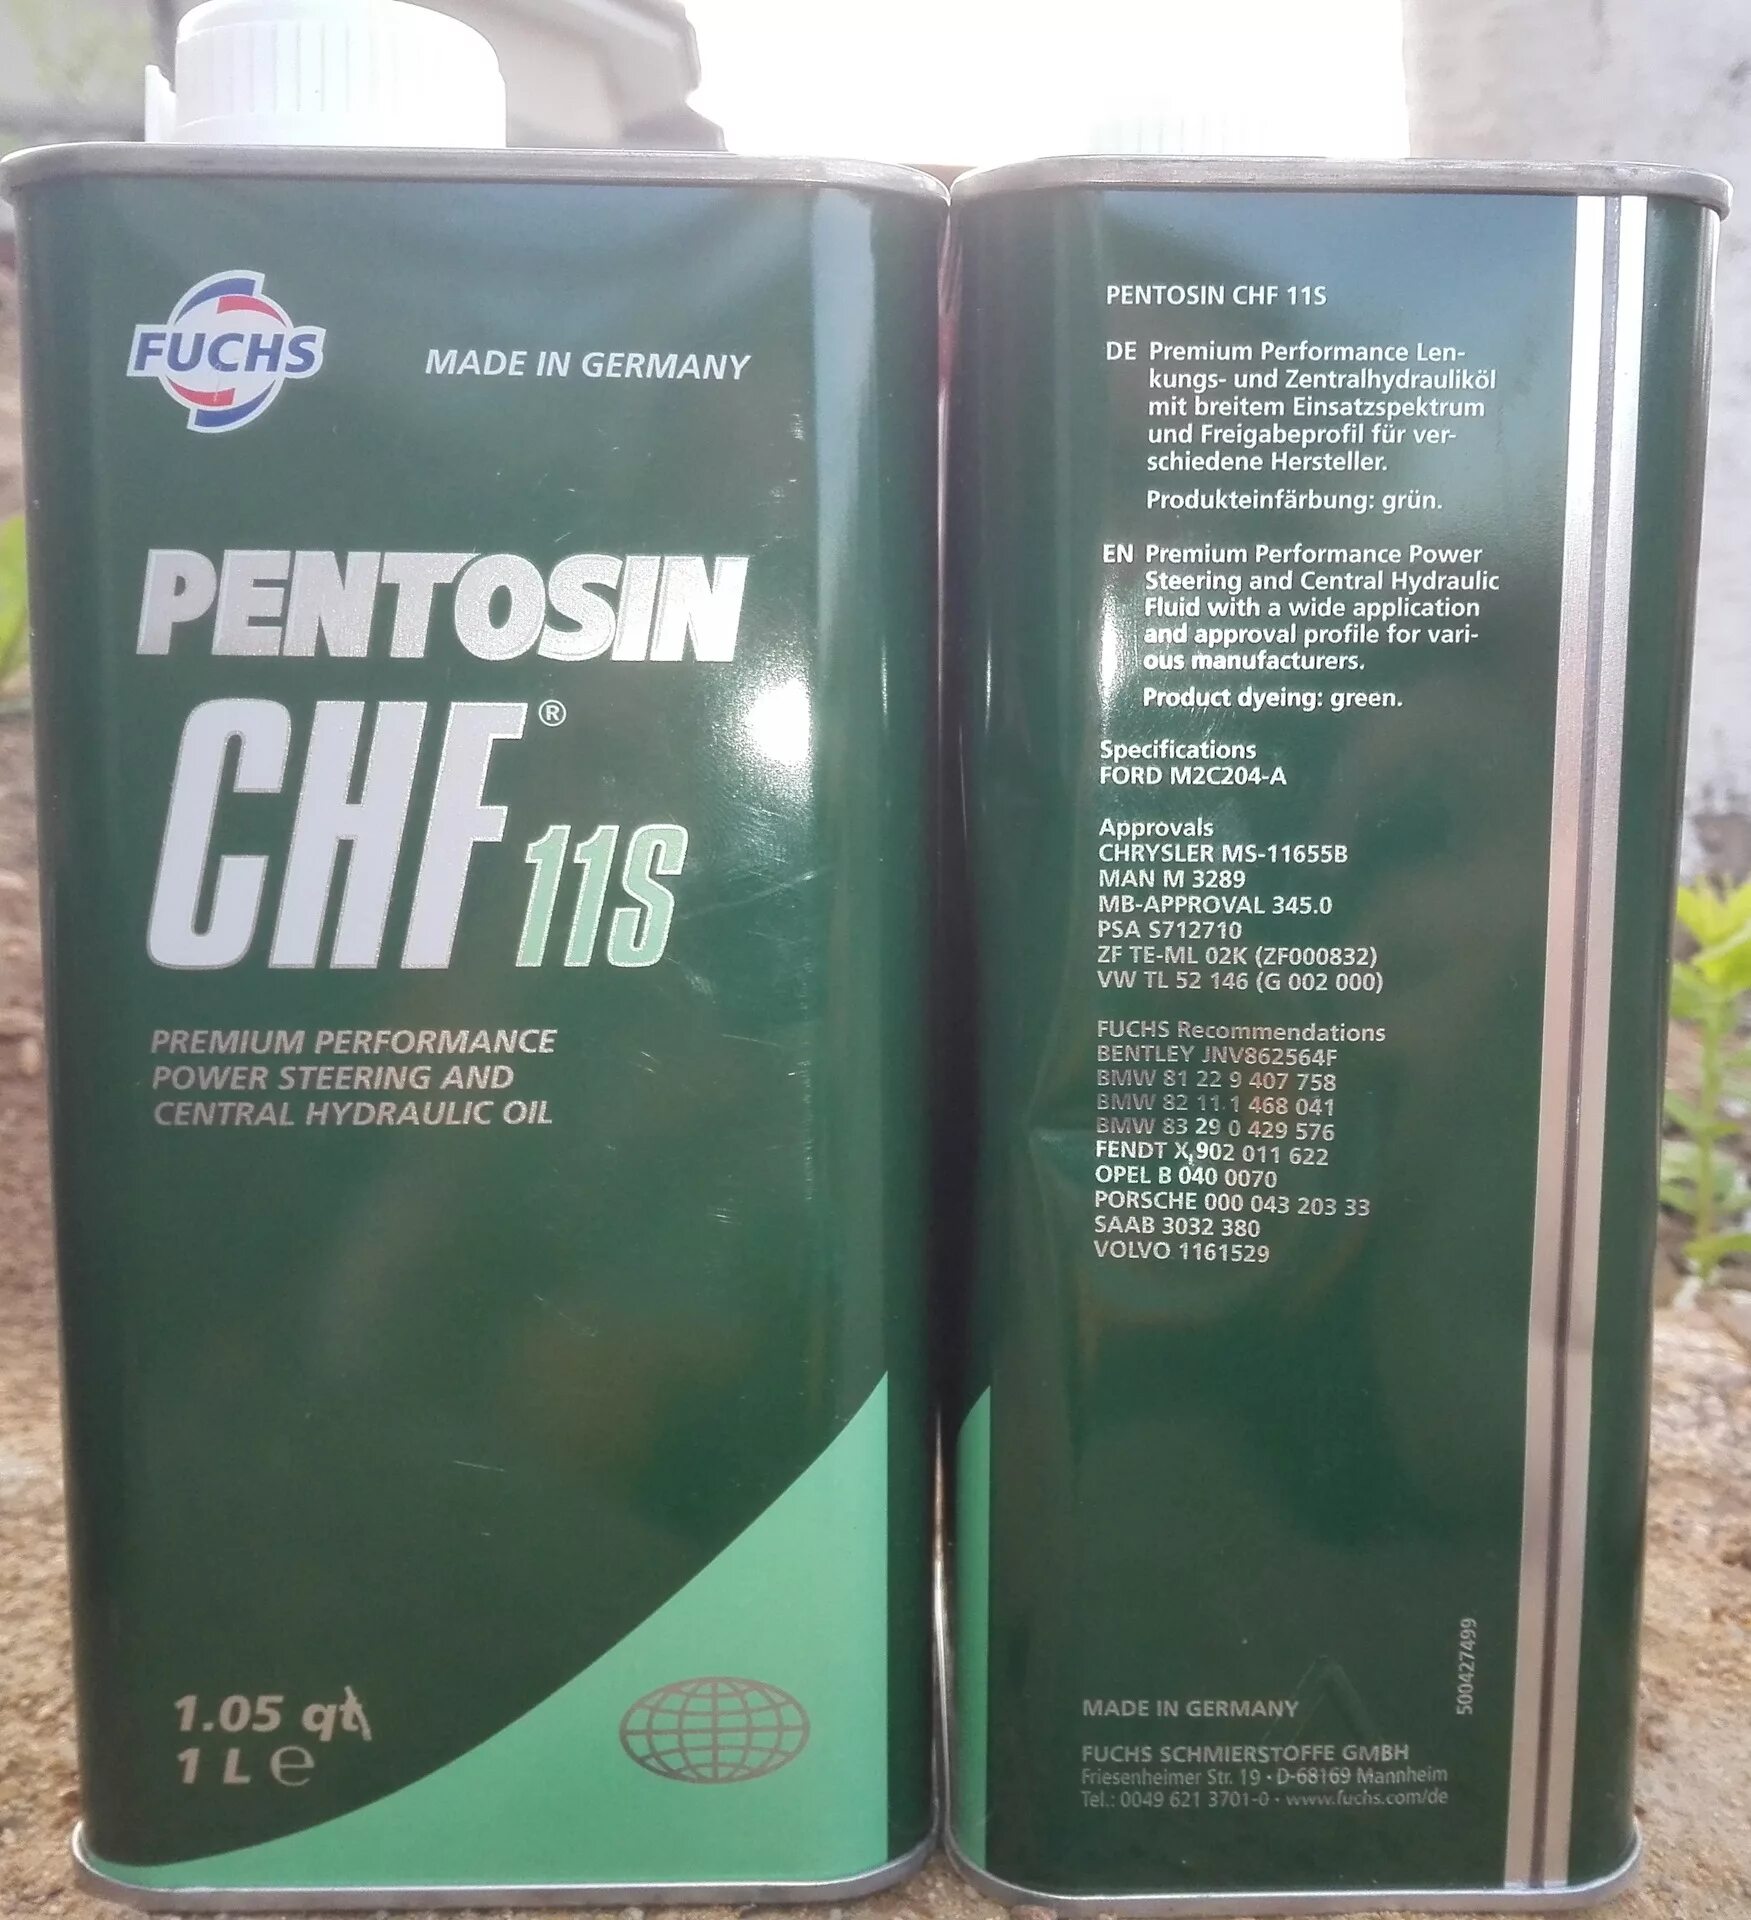 FUCHS
MADE IN GERMANY
PENTOSIN
CHF®
11S
PREMIUM PERFORMANCE
POWER STEERING AND
CENTRAL HYDRAULIC OIL
1.05 qt
1 L ℮
PENTOSIN CHF 11S
DE Premium Performance Len-
kungs- und Zentralhydrauliköl
mit breitem Einsatzspektrum
und Freigabeprofil für ver-
schiedene Hersteller.
Produkteinfärbung: grün.
EN Premium Performance Power
Steering and Central Hydraulic
Fluid with a wide application
and approval profile for vari-
ous manufacturers.
Product dyeing: green.
Specifications
FORD M2C204-A
Approvals
CHRYSLER MS-11655B
MAN M 3289
MB-APPROVAL 345.0
PSA S712710
ZF TE-ML 02K (ZF000832)
VW TL 52 146 (G 002 000)
FUCHS Recommendations
BENTLEY JNV862564F
BMW 81 22 9 407 758
BMW 82 11 1 468 041
BMW 83 29 0 429 576
FENDT X 902 011 622
OPEL B 040 0070
PORSCHE 000 043 203 33
SAAB 3032 380
VOLVO 1161529
500427499
MADE IN GERMANY
FUCHS SCHMIERSTOFFE GMBH
Friesenheimer Str. 19 · D-68169 Mannheim
Tel.: 0049 621 3701-0 · www.fuchs.com/de